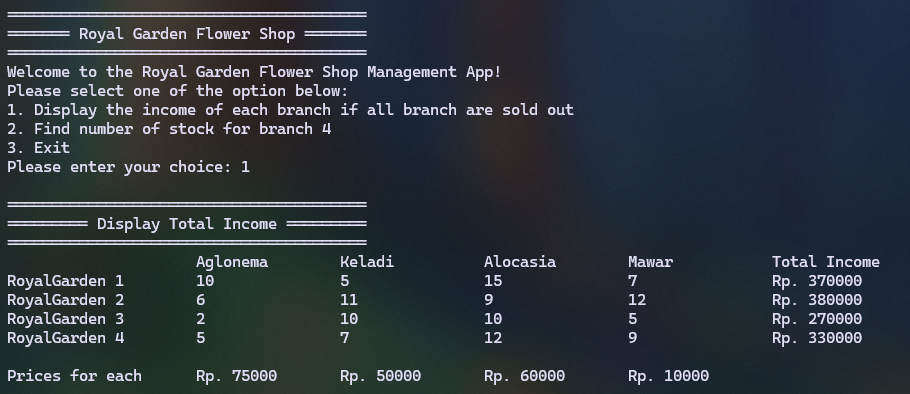 ========================================
======= Royal Garden Flower Shop =======
========================================
Welcome to the Royal Garden Flower Shop Management App!
Please select one of the option below:
1. Display the income of each branch if all branch are sold out
2. Find number of stock for branch 4
3. Exit
Please enter your choice: 1
========================================
========= Display Total Income =========
========================================
Aglonema Keladi Alocasia Mawar Total Income
RoyalGarden 1 10 5 15 7 Rp. 370000
RoyalGarden 2 6 11 9 12 Rp. 380000
RoyalGarden 3 2 10 10 5 Rp. 270000
RoyalGarden 4 5 7 12 9 Rp. 330000
Prices for each Rp. 75000 Rp. 50000 Rp. 60000 Rp. 10000